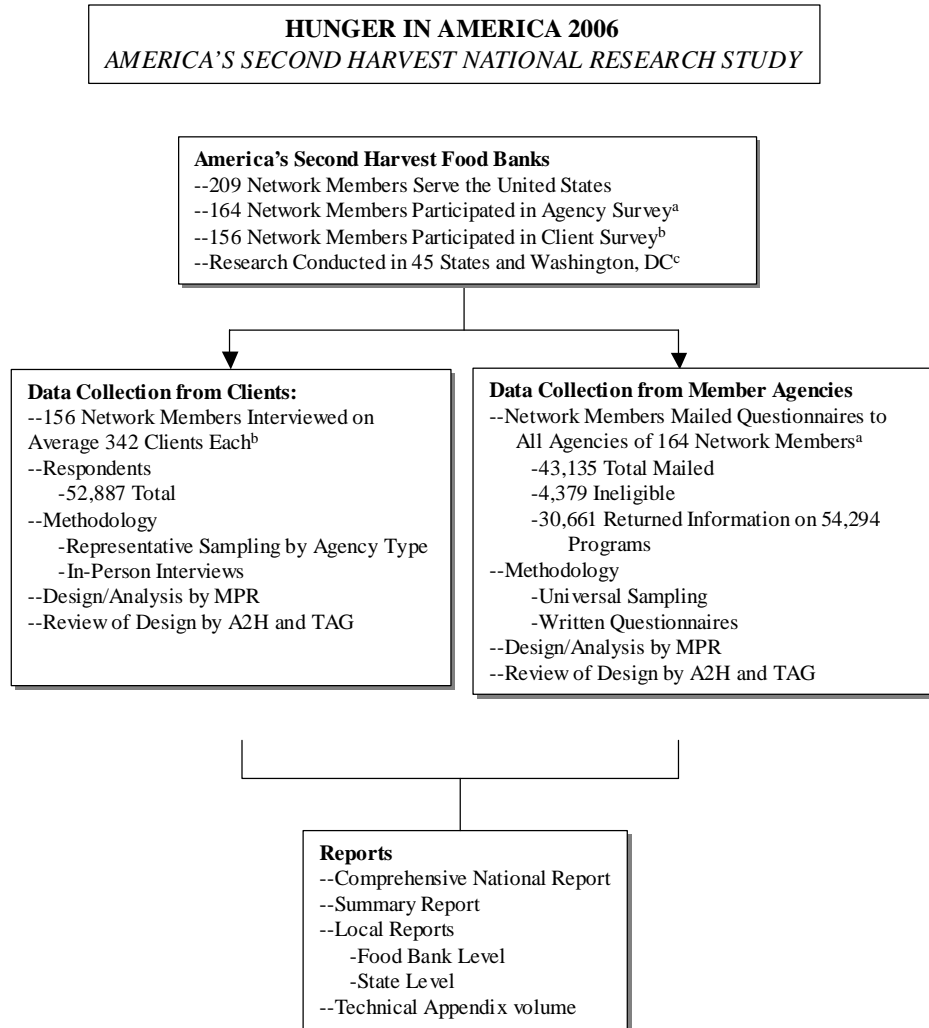 HUNGER IN AMERICA 2006
AMERICA'S SECOND HARVEST NATIONAL RESEARCH STUDY
America's Second Harvest Food Banks
--209 Network Members Serve the United States
--164 Network Members Participated in Agency Surveyᵃ
--156 Network Members Participated in Client Surveyᵇ
--Research Conducted in 45 States and Washington, DCᶜ
Data Collection from Clients:
--156 Network Members Interviewed on
Average 342 Clients Eachᵇ
--Respondents
-52,887 Total
--Methodology
-Representative Sampling by Agency Type
-In-Person Interviews
--Design/Analysis by MPR
--Review of Design by A2H and TAG
Data Collection from Member Agencies
--Network Members Mailed Questionnaires to
All Agencies of 164 Network Membersᵃ
-43,135 Total Mailed
-4,379 Ineligible
-30,661 Returned Information on 54,294
Programs
--Methodology
-Universal Sampling
-Written Questionnaires
--Design/Analysis by MPR
--Review of Design by A2H and TAG
Reports
--Comprehensive National Report
--Summary Report
--Local Reports
-Food Bank Level
-State Level
--Technical Appendix volume